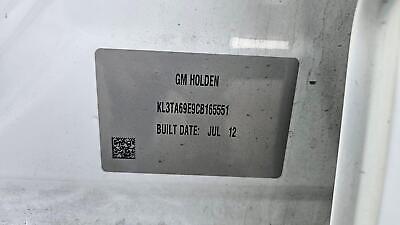 GM HOLDEN
KL3TA69E9CB165551
BUILT DATE: JUL 12